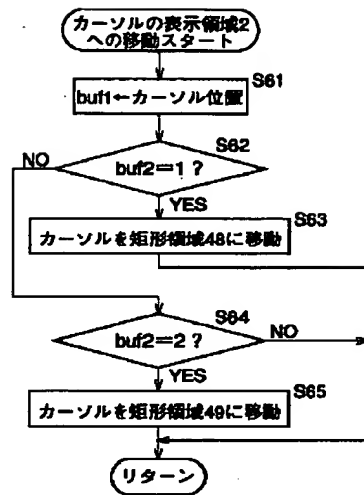 カーソルの表示領域2
への移動スタート
S61
buf1←カーソル位置
S62
NO
buf2＝1？
YES
S63
カーソルを矩形領域48に移動
S64
NO
buf2＝2？
YES
S65
カーソルを矩形領域49に移動
リターン